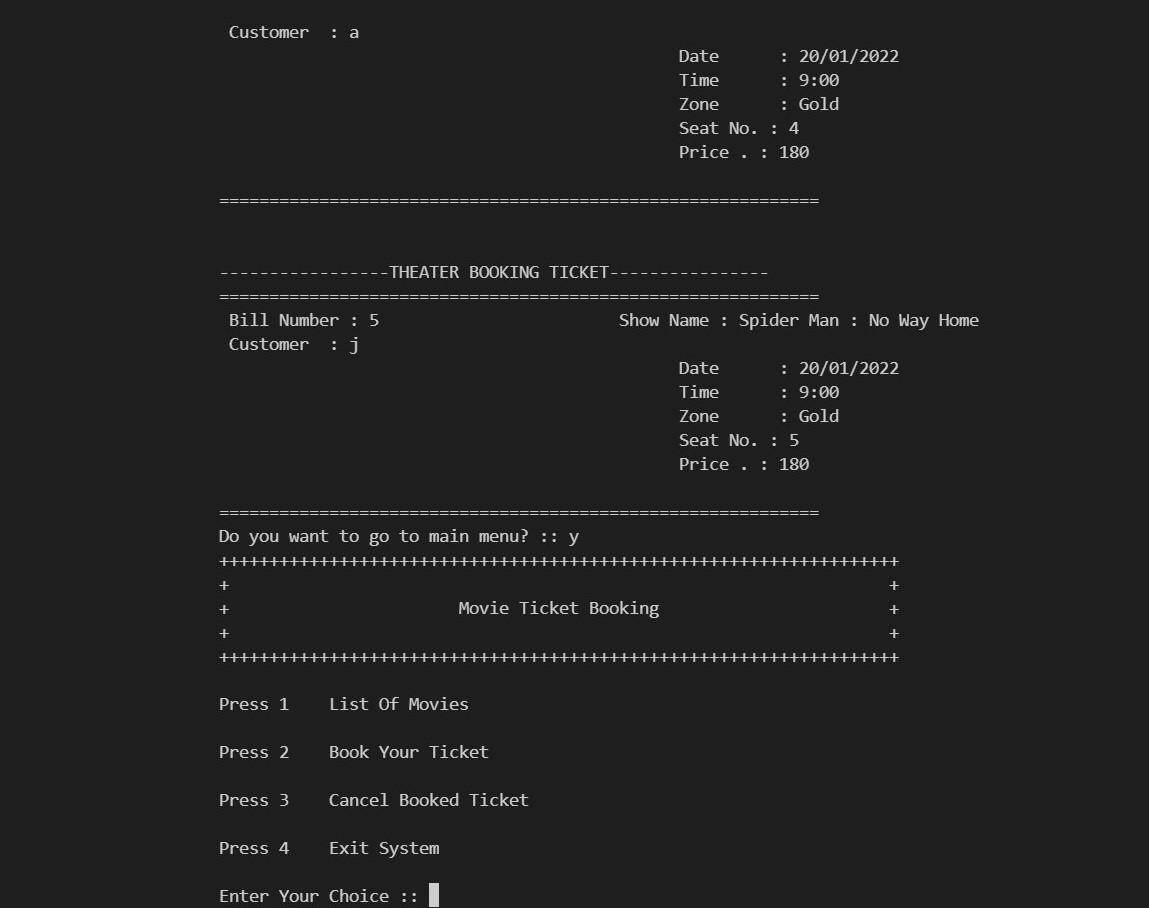 Customer  : a
Date      : 20/01/2022
Time      : 9:00
Zone      : Gold
Seat No. : 4
Price . : 180
============================================================
-----------------THEATER BOOKING TICKET----------------
============================================================
Bill Number : 5                        Show Name : Spider Man : No Way Home
Customer  : j
Date      : 20/01/2022
Time      : 9:00
Zone      : Gold
Seat No. : 5
Price . : 180
============================================================
Do you want to go to main menu? :: y
++++++++++++++++++++++++++++++++++++++++++++++++++++++++++++++++++++
+                                                                  +
+                       Movie Ticket Booking                       +
+                                                                  +
++++++++++++++++++++++++++++++++++++++++++++++++++++++++++++++++++++
Press 1    List Of Movies
Press 2    Book Your Ticket
Press 3    Cancel Booked Ticket
Press 4    Exit System
Enter Your Choice ::